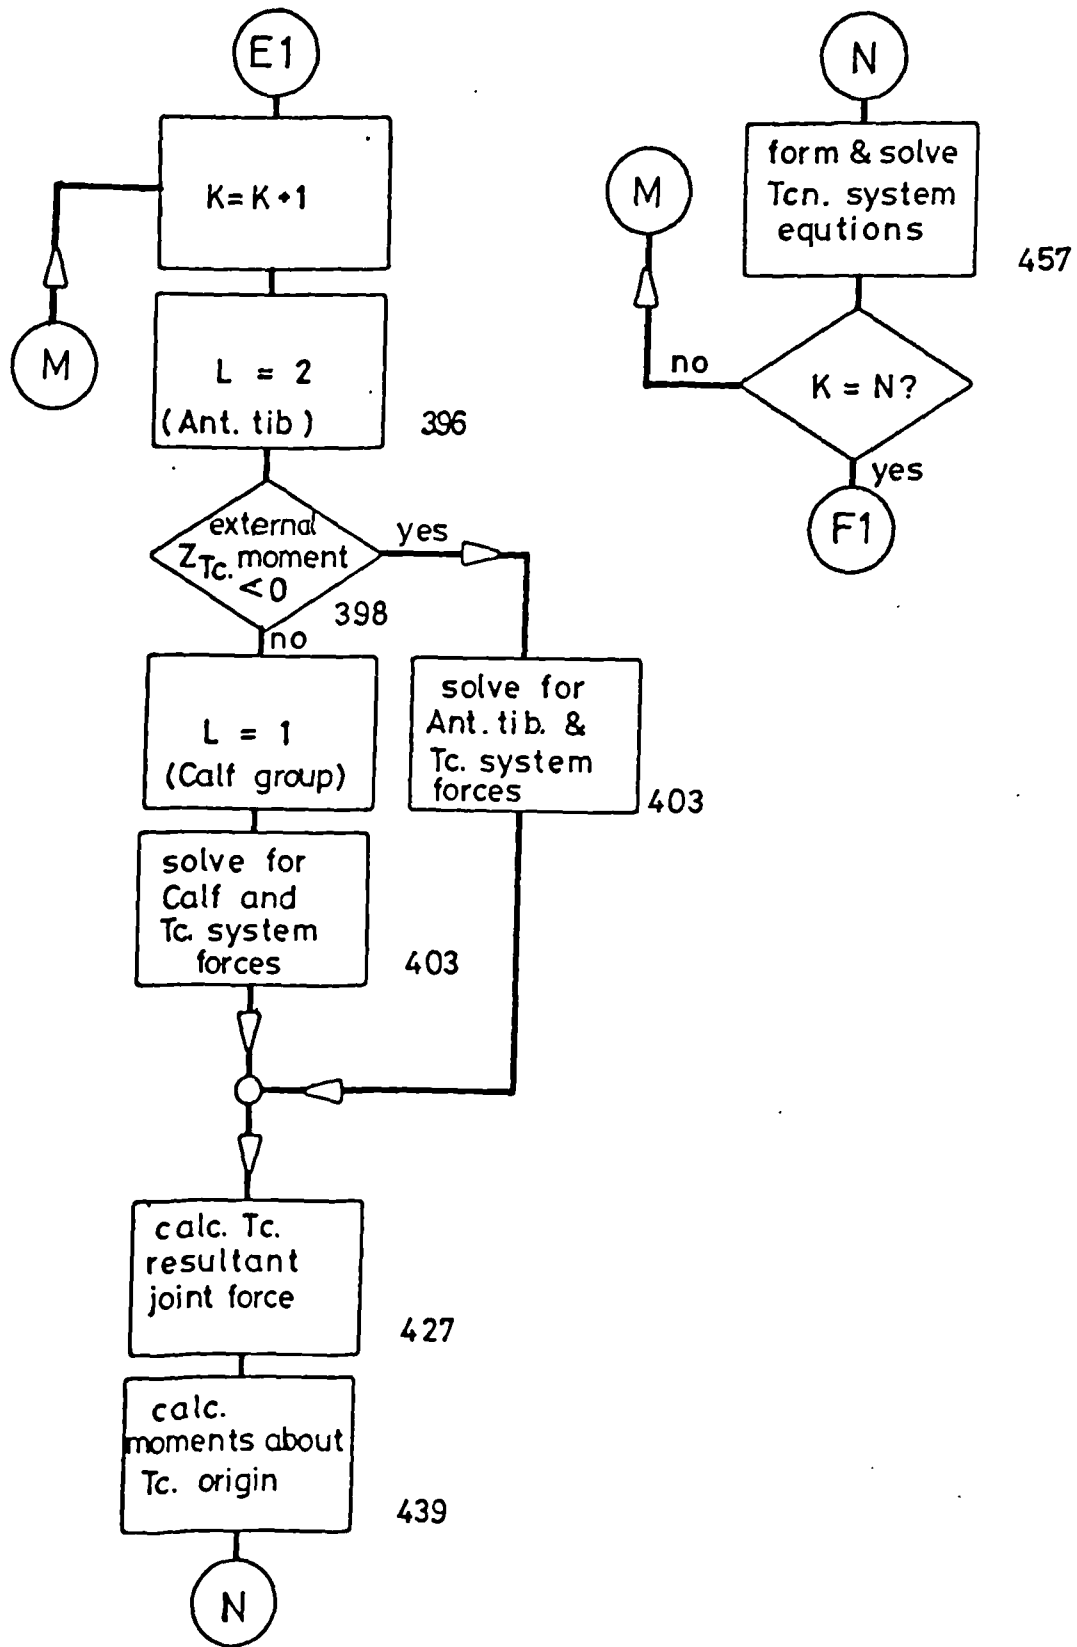 E1
K=K+1
M
L = 2
(Ant. tib)
396
external
ZTc. moment
<0
yes
398
no
L = 1
(Calf group)
solve for
Ant. tib. &
Tc. system
forces
403
solve for
Calf and
Tc. system
forces
403
calc. Tc.
resultant
joint force
427
calc.
moments about
Tc. origin
439
N
N
form & solve
Tcn. system
equtions
457
M
no
K = N?
yes
F1